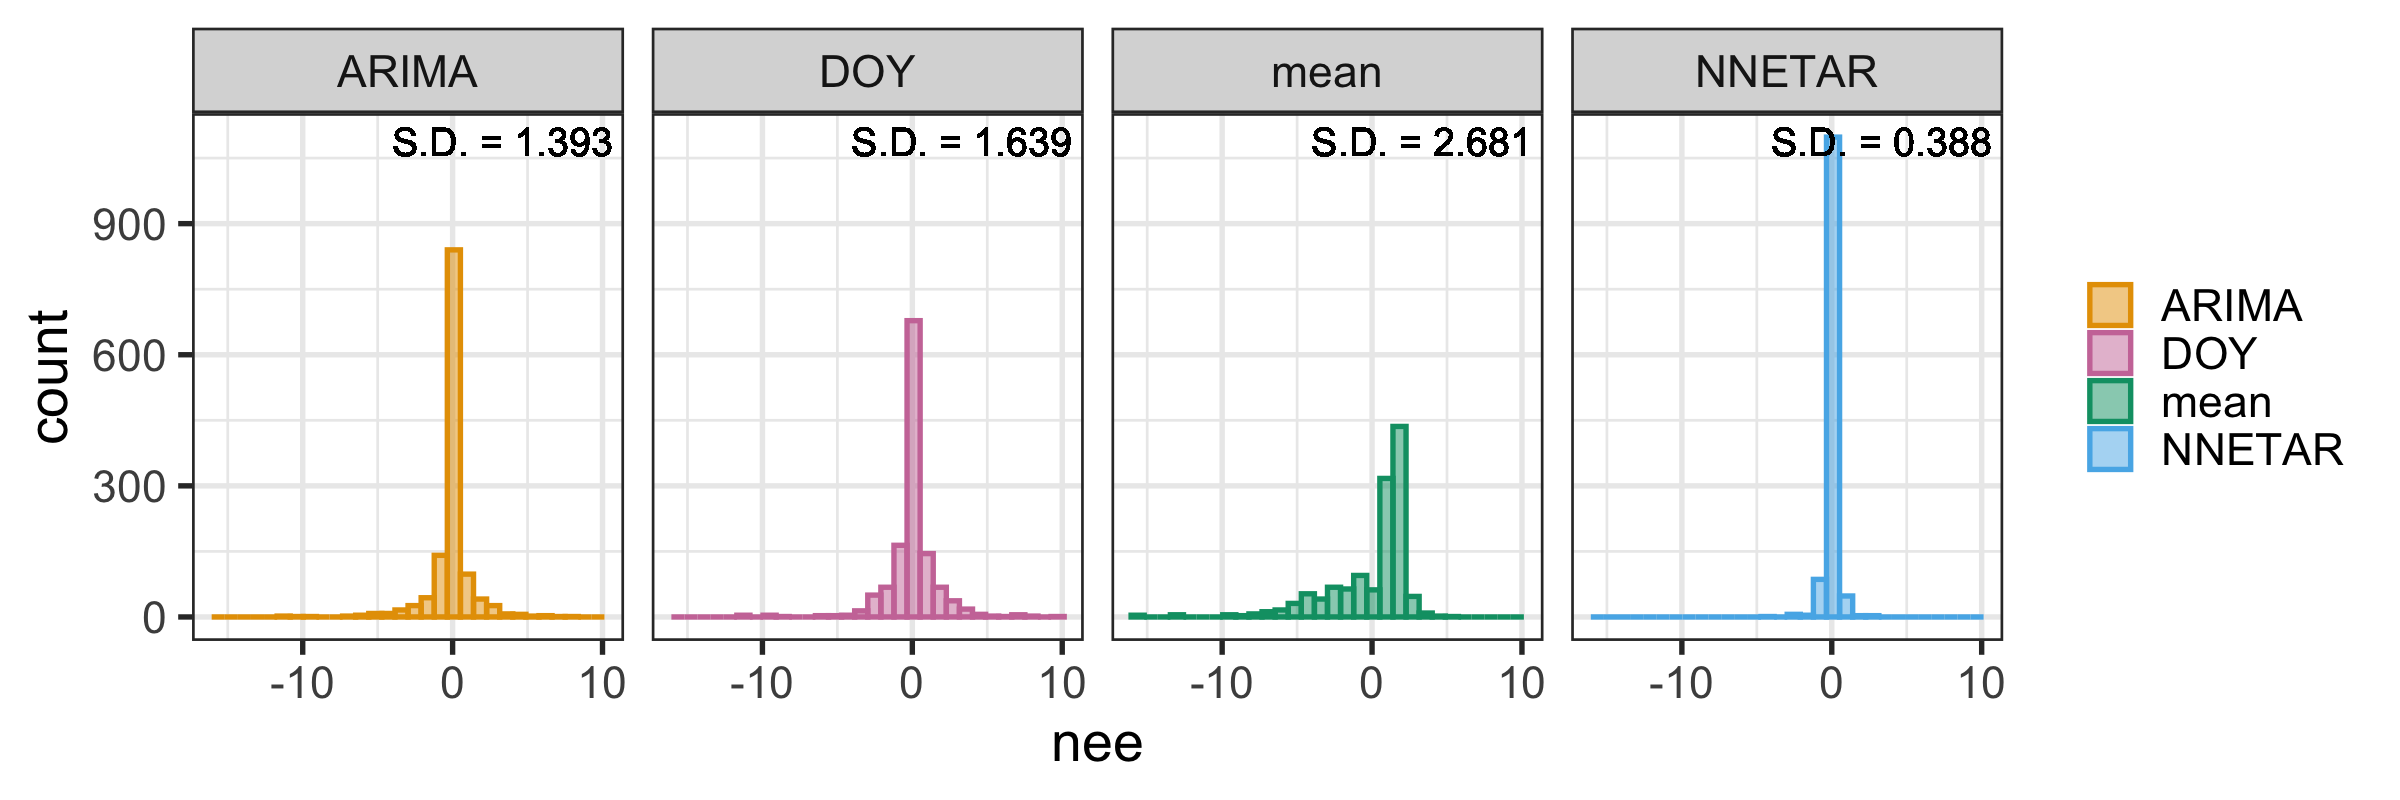 ARIMA
DOY
mean
NNETAR
S.D. = 1.393
S.D. = 1.639
S.D. = 2.681
S.D. = 0.388
count
900
600
300
0
-10 0 10
-10 0 10
-10 0 10
-10 0 10
nee
ARIMA
DOY
mean
NNETAR